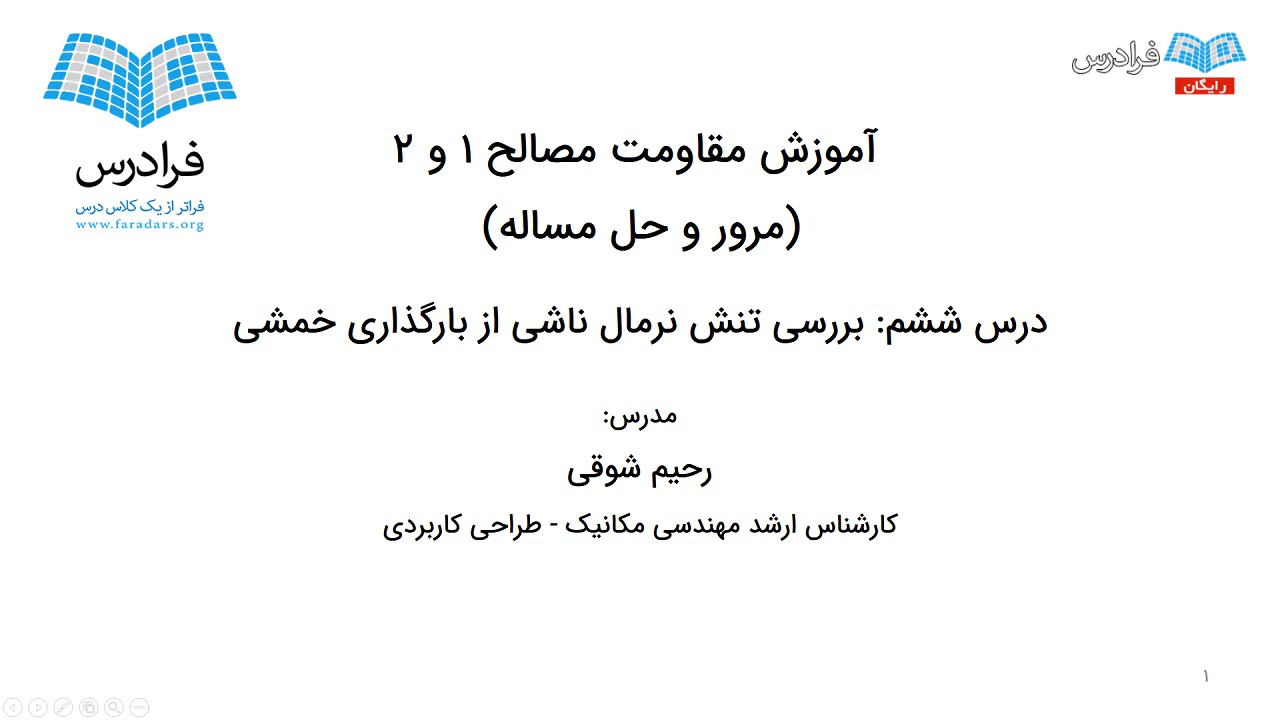 فرادرس
رایگان
فرادرس
فراتر از یک کلاس درس
www.faradars.org
آموزش مقاومت مصالح ۱ و ۲
(مرور و حل مساله)
درس ششم: بررسی تنش نرمال ناشی از بارگذاری خمشی
مدرس:
رحیم شوقی
کارشناس ارشد مهندسی مکانیک - طراحی کاربردی
۱